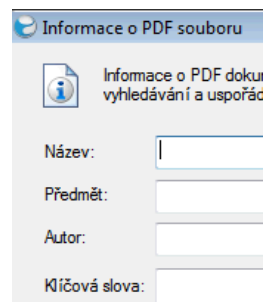 Informace o PDF souboru
Informace o PDF
vyhledávání a
Název:
Předmět:
Autor:
Klíčová slova: